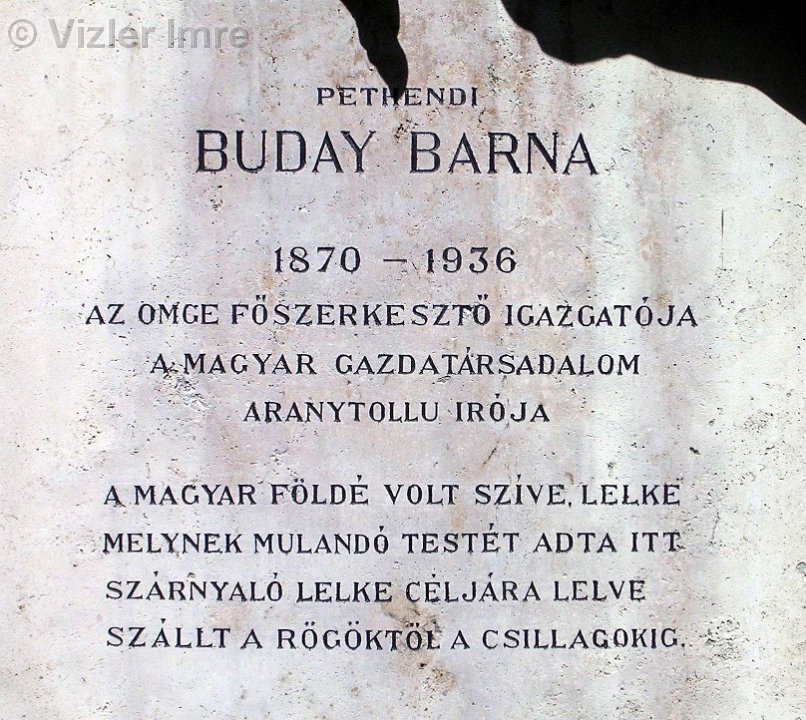 © Vizler Imre
PETHENDI
BUDAY BARNA
1870 – 1936
AZ OMGE FŐSZERKESZTŐ IGAZGATÓJA
A MAGYAR GAZDATÁRSADALOM
ARANYTOLLU IRÓJA
A MAGYAR FÖLDÉ VOLT SZÍVE, LELKE
MELYNEK MULANDÓ TESTÉT ADTA ITT
SZÁRNYALÓ LELKE CÉLJÁRA LELVE
SZÁLLT A RÖGÖKTŐL A CSILLAGOKIG.